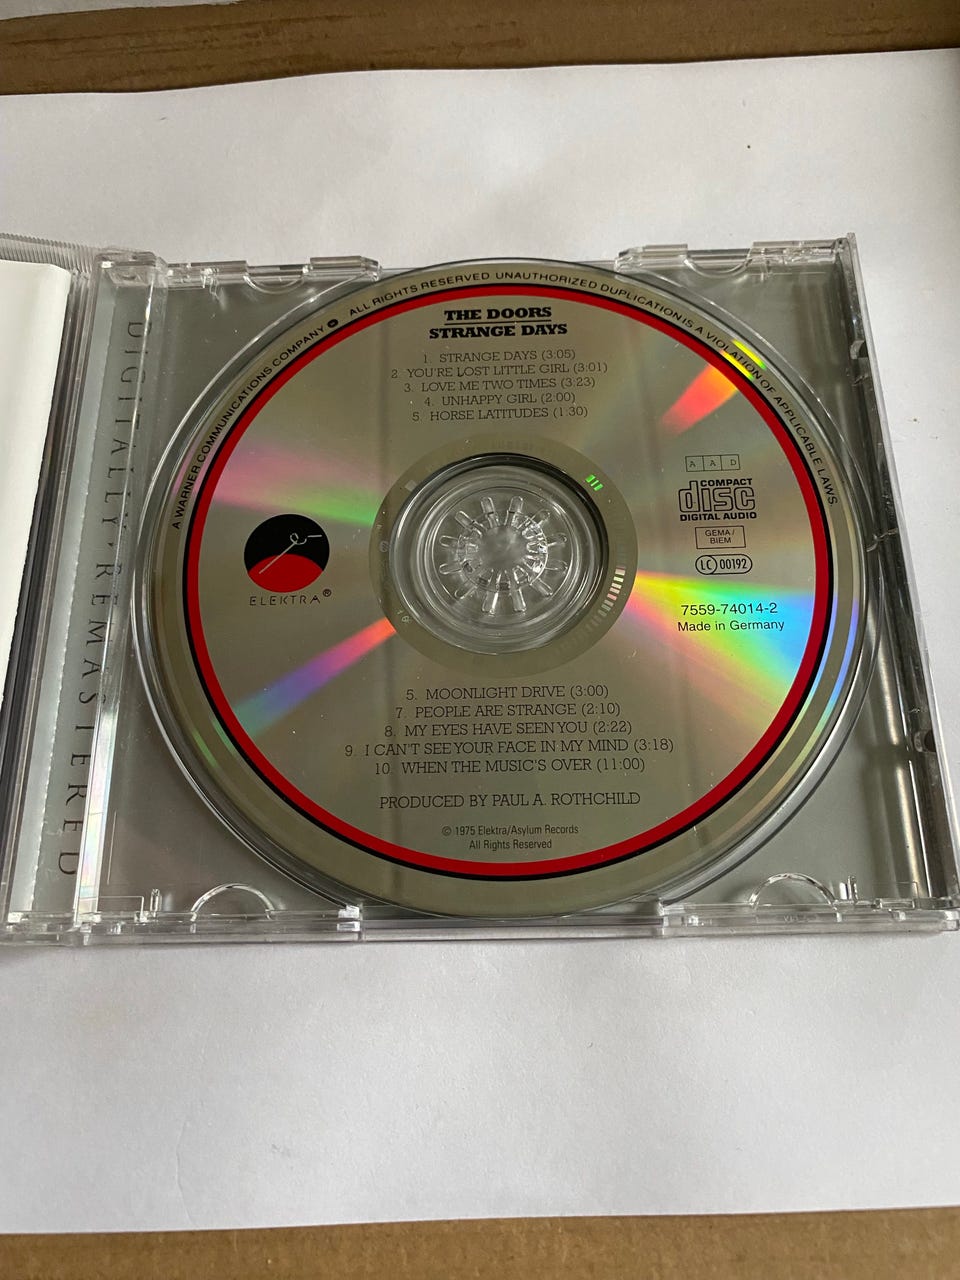 DIGITALLY • REMASTERED
A WARNER COMMUNICATIONS COMPANY ALL RIGHTS RESERVED UNAUTHORIZED DUPLICATION IS A VIOLATION OF APPLICABLE LAWS.
THE DOORS
STRANGE DAYS
1. STRANGE DAYS (3:05)
2. YOU'RE LOST LITTLE GIRL (3:01)
3. LOVE ME TWO TIMES (3:23)
4. UNHAPPY GIRL (2:00)
5. HORSE LATITUDES (1:30)
A A D
COMPACT
disc
DIGITAL AUDIO
GEMA/
BIEM
LC 00192
ELEKTRA®
7559-74014-2
Made in Germany
5. MOONLIGHT DRIVE (3:00)
7. PEOPLE ARE STRANGE (2:10)
8. MY EYES HAVE SEEN YOU (2:22)
9. I CAN'T SEE YOUR FACE IN MY MIND (3:18)
10. WHEN THE MUSIC'S OVER (11:00)
PRODUCED BY PAUL A. ROTHCHILD
© 1975 Elektra/Asylum Records
All Rights Reserved